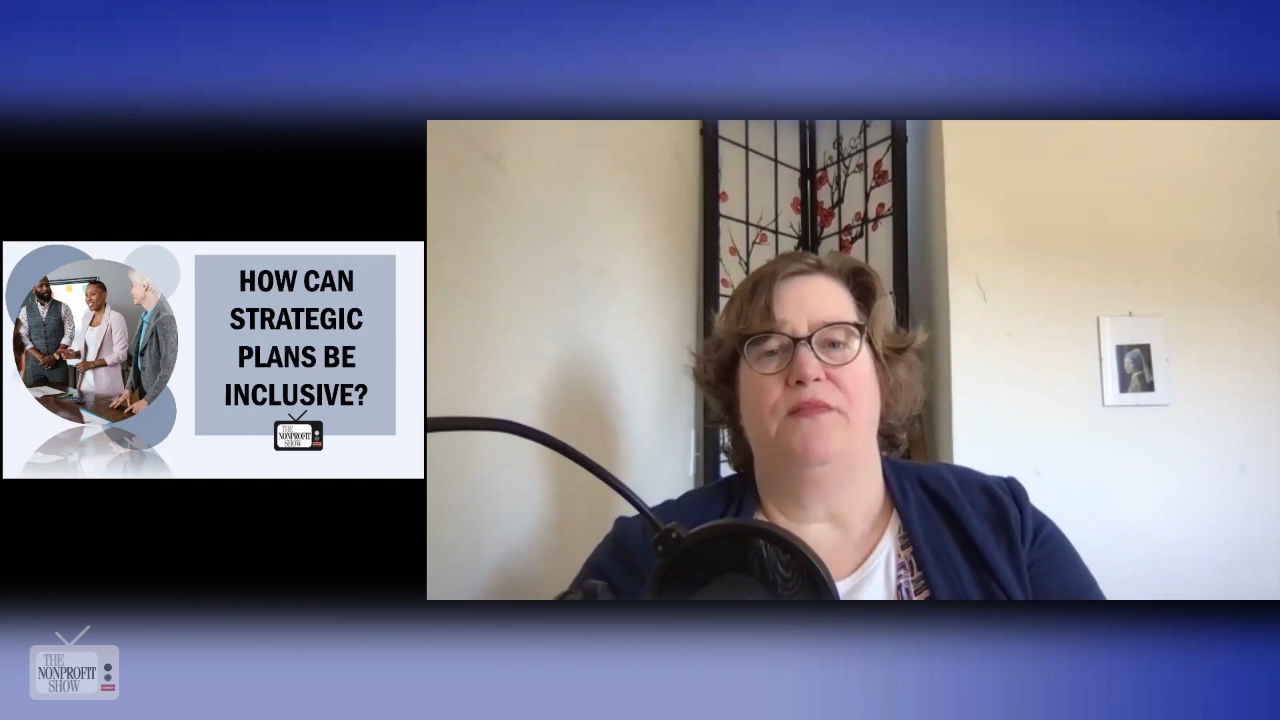 HOW CAN
STRATEGIC
PLANS BE
INCLUSIVE?
THE
NONPROFIT
SHOW
THE
NONPROFIT
SHOW